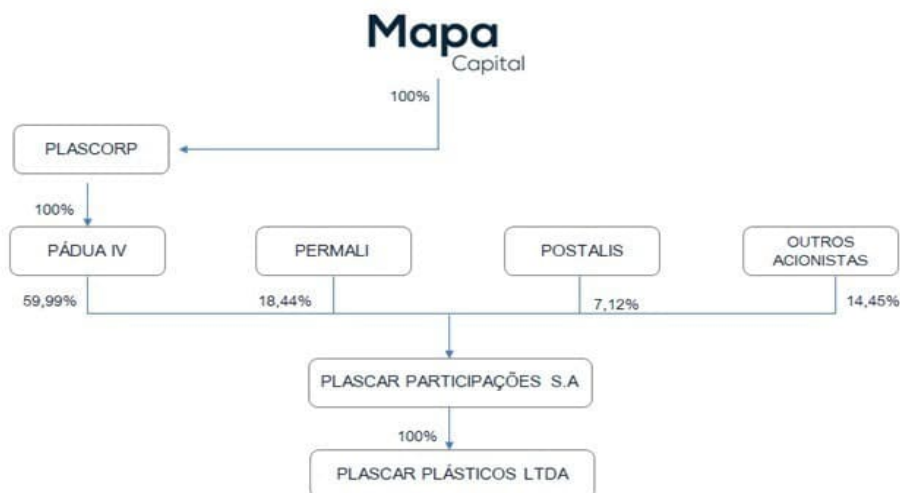 Mapa
Capital
100%
PLASCORP
100%
PÁDUA IV
PERMALI
POSTALIS
OUTROS
ACIONISTAS
59,99%
18,44%
7,12%
14,45%
PLASCAR PARTICIPAÇÕES S.A
100%
PLASCAR PLÁSTICOS LTDA